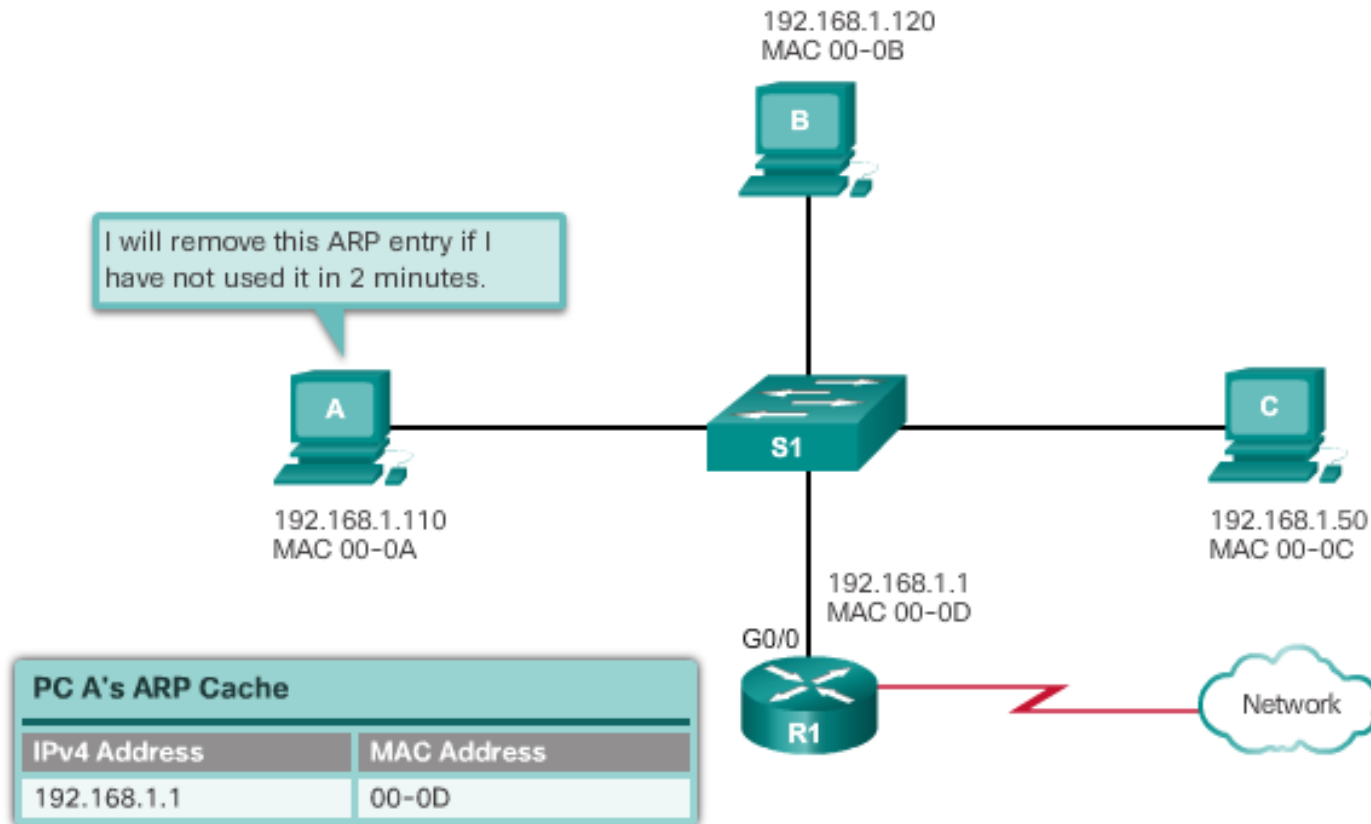 192.168.1.120
MAC 00-0B
B
I will remove this ARP entry if I
have not used it in 2 minutes.
A
S1
C
192.168.1.110
MAC 00-0A
192.168.1.50
MAC 00-0C
192.168.1.1
MAC 00-0D
G0/0
R1
Network
PC A's ARP Cache
IPv4 Address MAC Address
192.168.1.1 00-0D